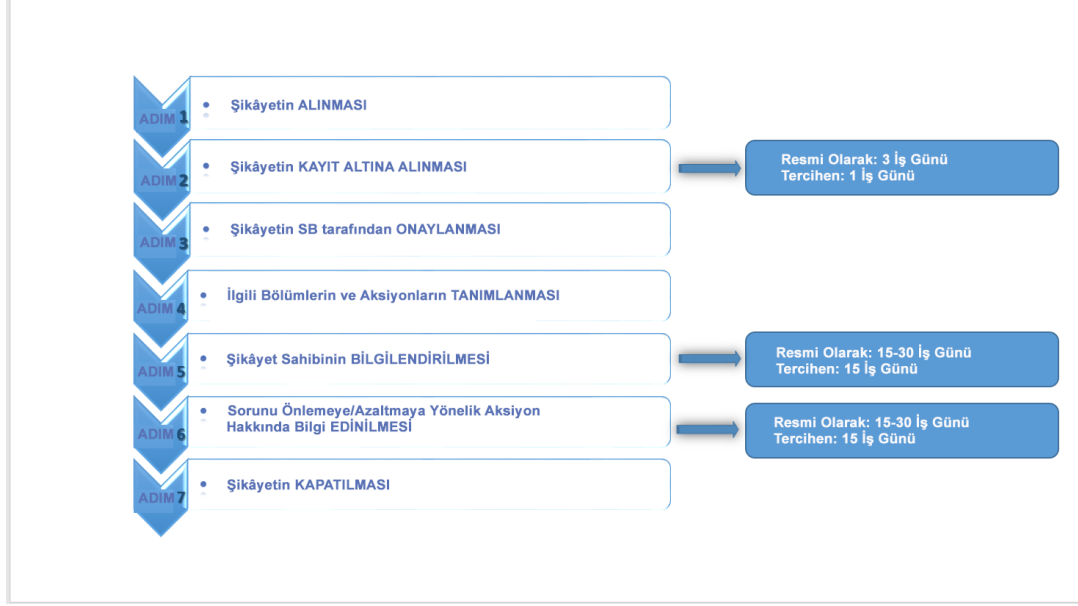 ADIM 1
• Şikâyetin ALINMASI
ADIM 2
• Şikâyetin KAYIT ALTINA ALINMASI
Resmi Olarak: 3 İş Günü
Tercihen: 1 İş Günü
ADIM 3
• Şikâyetin SB tarafından ONAYLANMASI
ADIM 4
• İlgili Bölümlerin ve Aksiyonların TANIMLANMASI
ADIM 5
• Şikâyet Sahibinin BİLGİLENDİRİLMESİ
Resmi Olarak: 15-30 İş Günü
Tercihen: 15 İş Günü
ADIM 6
• Sorunu Önlemeye/Azaltmaya Yönelik Aksiyon
Hakkında Bilgi EDİNİLMESİ
Resmi Olarak: 15-30 İş Günü
Tercihen: 15 İş Günü
ADIM 7
• Şikâyetin KAPATILMASI